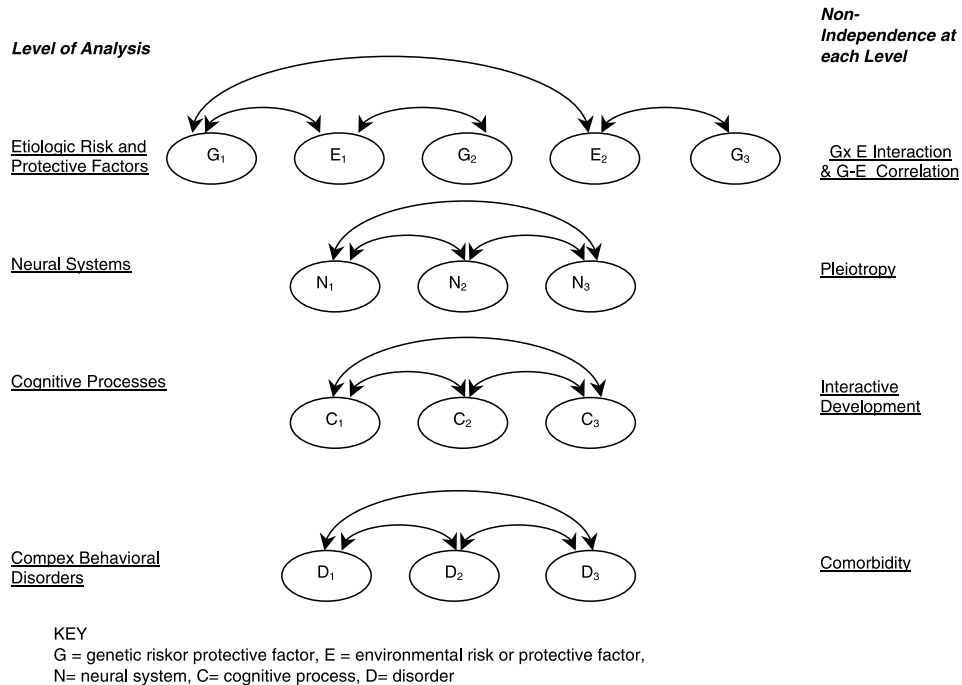 Level of Analysis
Non-
Independence at
each Level
Etiologic Risk and
Protective Factors
G1 E1 G2 E2 G3
Gx E Interaction
& G-E Correlation
Neural Systems
N1 N2 N3
Pleiotropy
Cognitive Processes
C1 C2 C3
Interactive
Development
Compex Behavioral
Disorders
D1 D2 D3
Comorbidity
KEY
G = genetic riskor protective factor, E = environmental risk or protective factor,
N= neural system, C= cognitive process, D= disorder